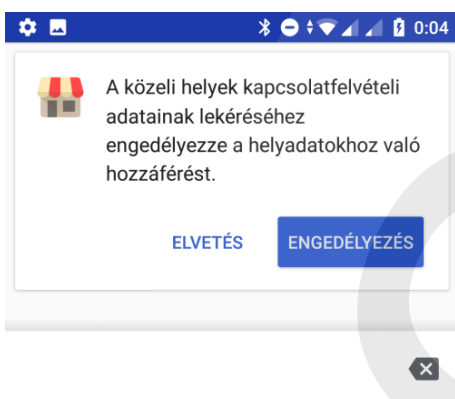 0:04
A közeli helyek kapcsolatfelvételi
adatainak lekéréséhez
engedélyezze a helyadatokhoz való
hozzáférést.
ELVETÉS ENGEDÉLYEZÉS